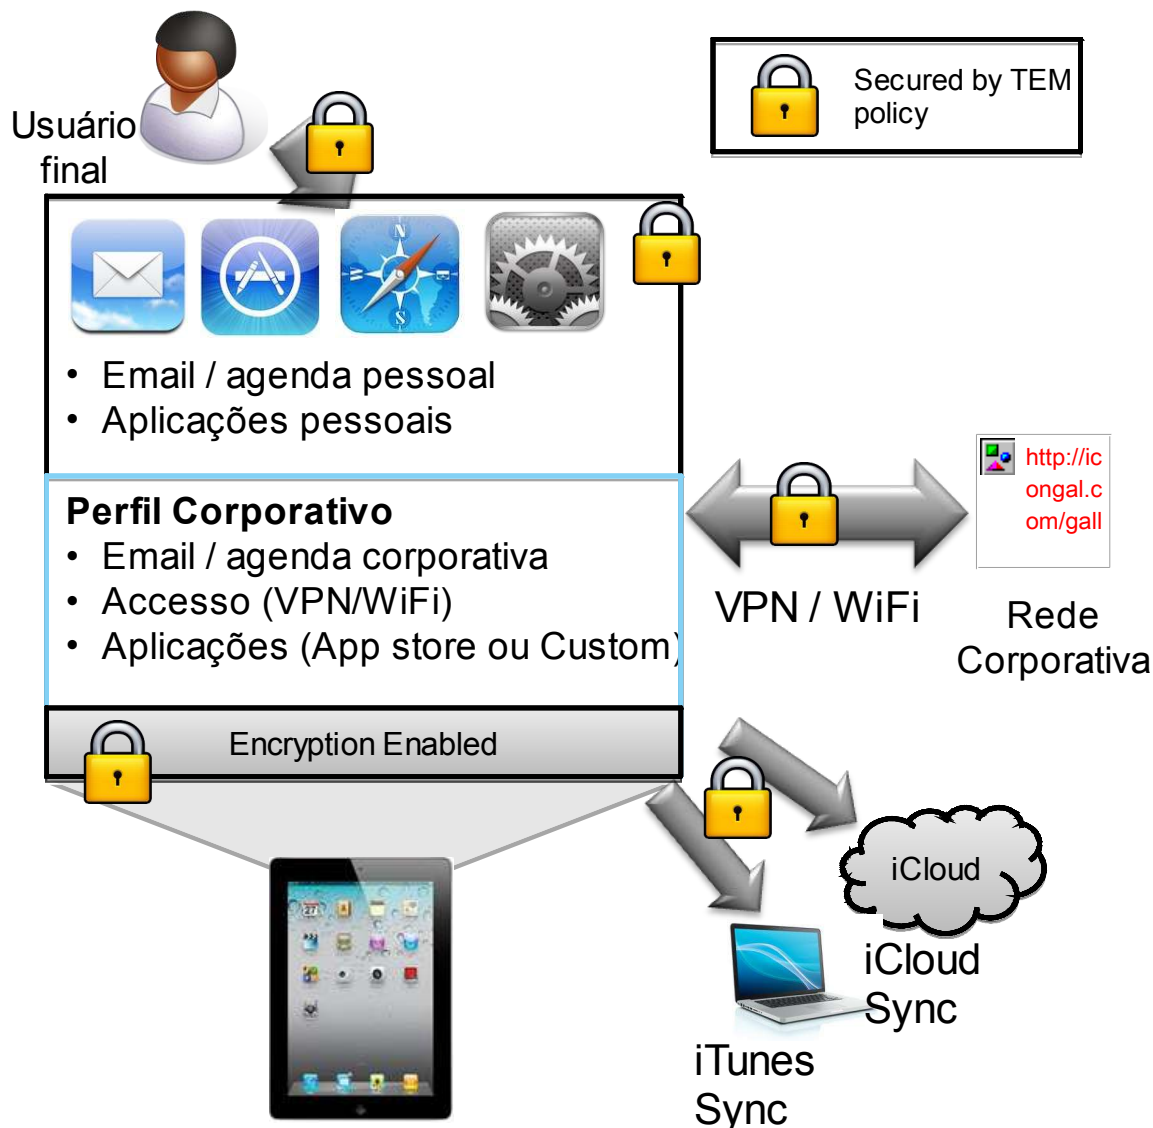 Usuário
final
Secured by TEM
policy
• Email / agenda pessoal
• Aplicações pessoais
Perfil Corporativo
• Email / agenda corporativa
• Accesso (VPN/WiFi)
• Aplicações (App store ou Custom)
Encryption Enabled
VPN / WiFi
http://ic
ongal.c
om/gall
Rede
Corporativa
iCloud
iCloud
Sync
iTunes
Sync